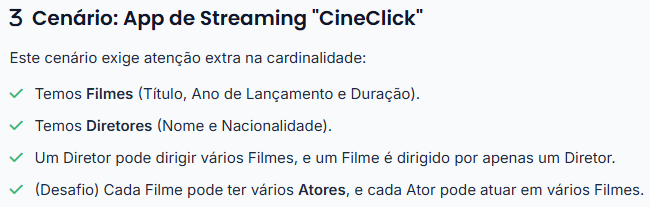 3 Cenário: App de Streaming "CineClick"
Este cenário exige atenção extra na cardinalidade:
Temos Filmes (Título, Ano de Lançamento e Duração).
Temos Diretores (Nome e Nacionalidade).
Um Diretor pode dirigir vários Filmes, e um Filme é dirigido por apenas um Diretor.
(Desafio) Cada Filme pode ter vários Atores, e cada Ator pode atuar em vários Filmes.